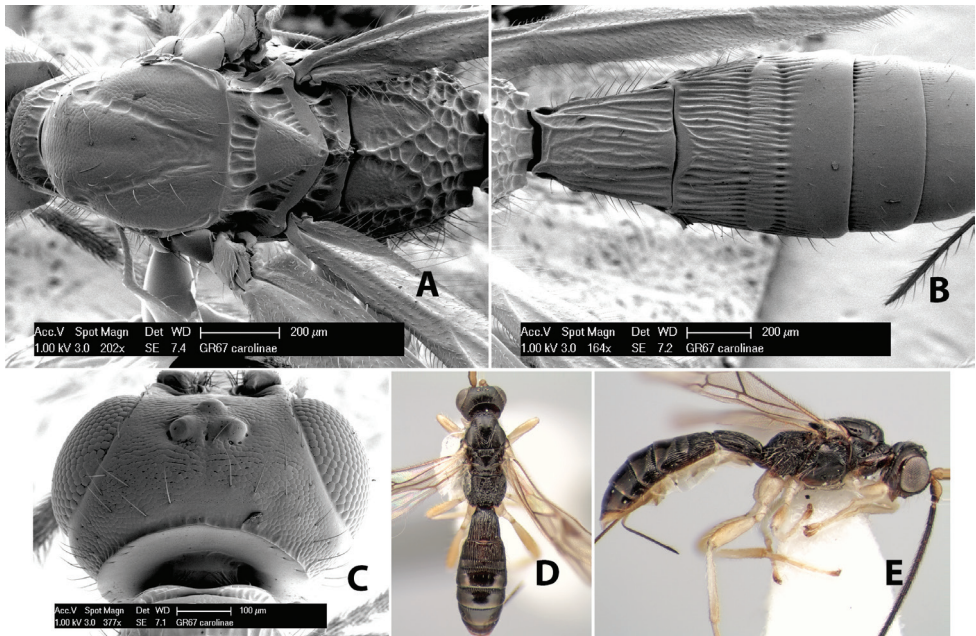 A
Acc.V Spot Magn Det WD 200 µm
1.00 kV 3.0 202x SE 7.4 GR67 carolinae
B
Acc.V Spot Magn Det WD 200 µm
1.00 kV 3.0 164x SE 7.2 GR67 carolinae
C
Acc.V Spot Magn Det WD 100 µm
1.00 kV 3.0 377x SE 7.1 GR67 carolinae
D
E